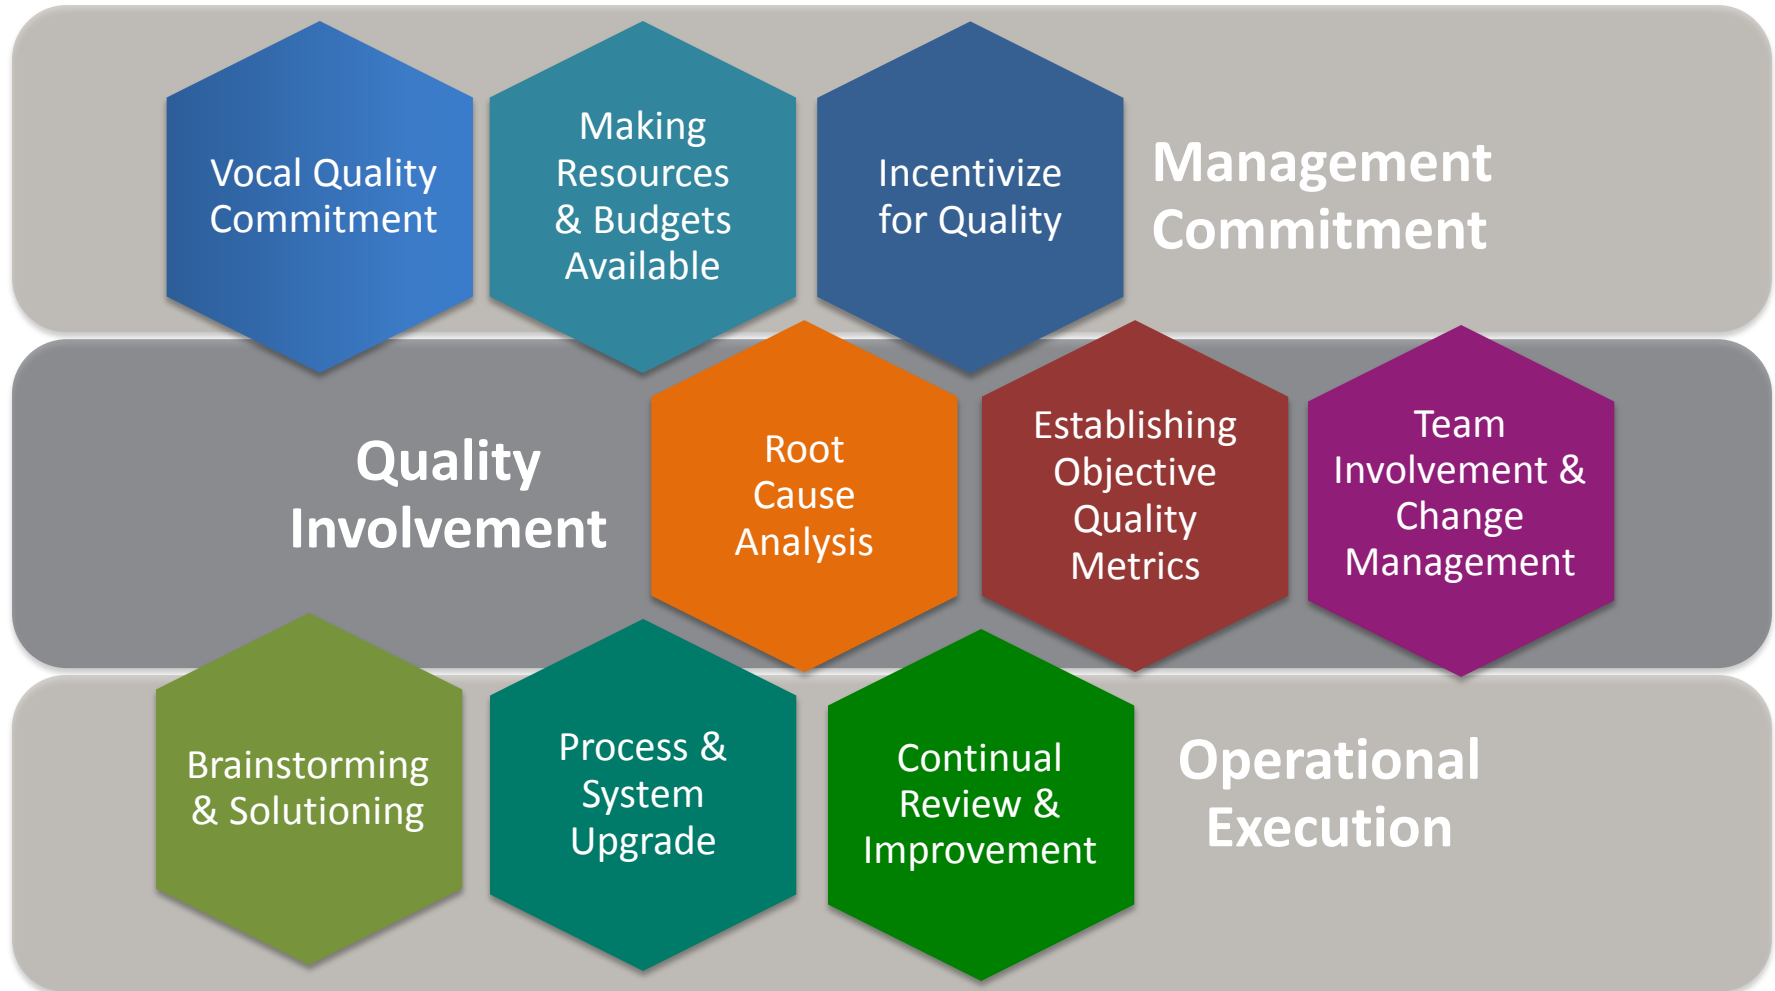 Vocal Quality
Commitment
Making
Resources
& Budgets
Available
Incentivize
for Quality
Management
Commitment
Quality
Involvement
Root
Cause
Analysis
Establishing
Objective
Quality
Metrics
Team
Involvement &
Change
Management
Brainstorming
& Solutioning
Process &
System
Upgrade
Continual
Review &
Improvement
Operational
Execution